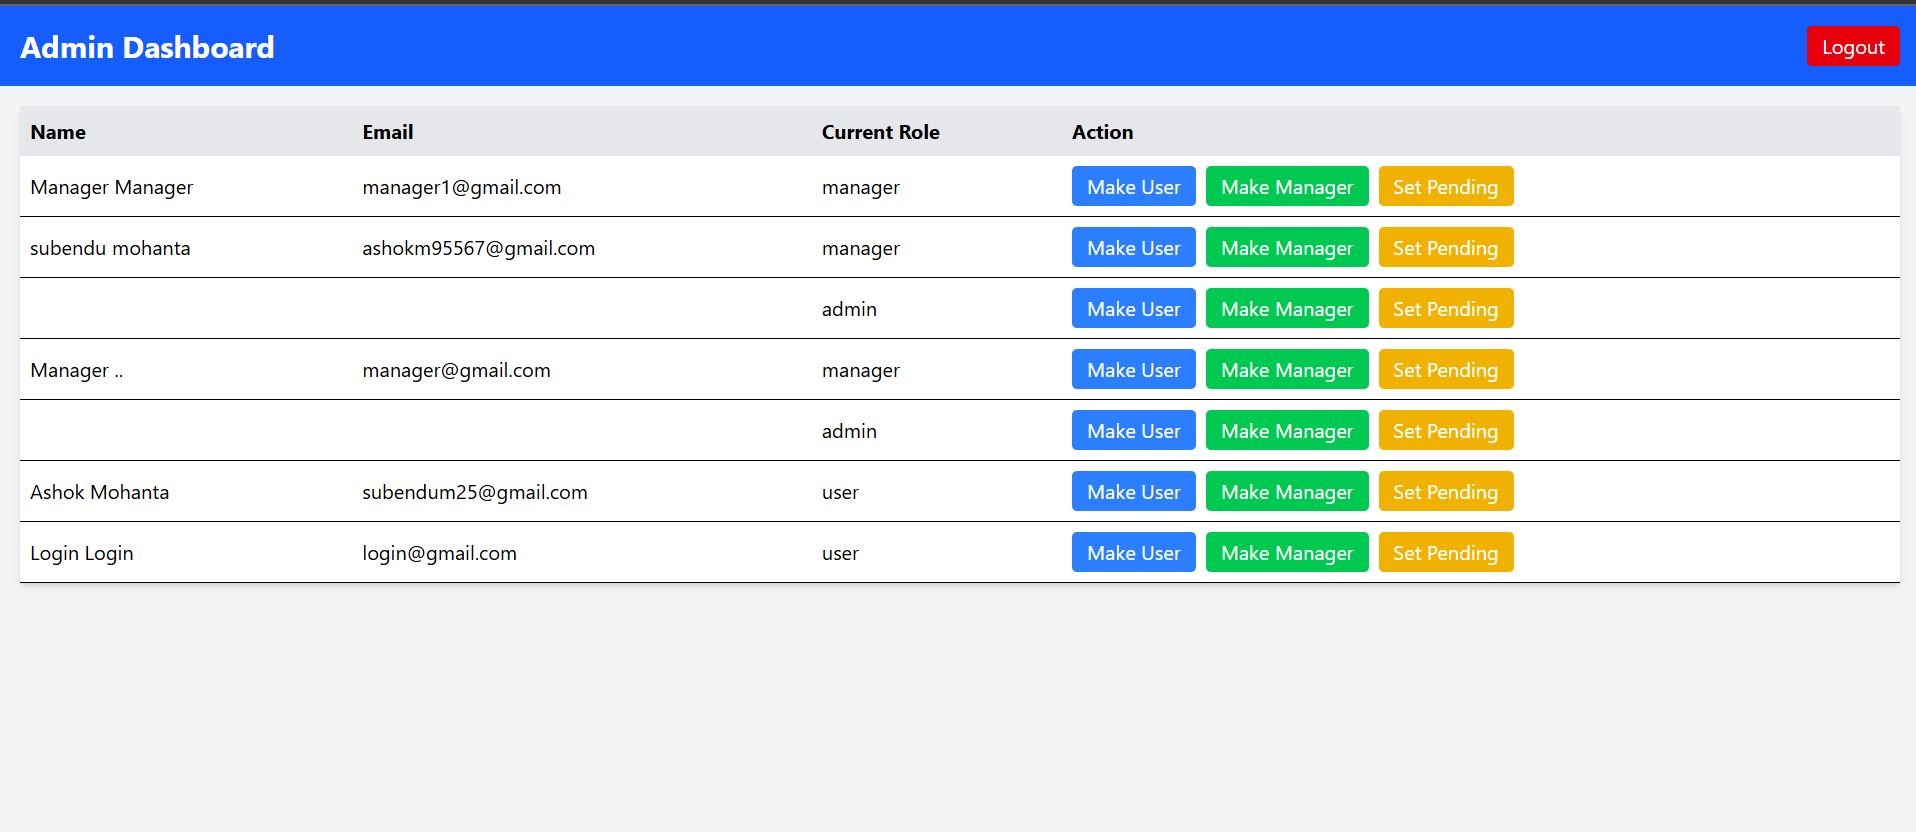 Admin Dashboard Logout
Name Email Current Role Action
Manager Manager manager1@gmail.com manager Make User Make Manager Set Pending
subendu mohanta ashokm95567@gmail.com manager Make User Make Manager Set Pending
admin Make User Make Manager Set Pending
Manager .. manager@gmail.com manager Make User Make Manager Set Pending
admin Make User Make Manager Set Pending
Ashok Mohanta subendum25@gmail.com user Make User Make Manager Set Pending
Login Login login@gmail.com user Make User Make Manager Set Pending